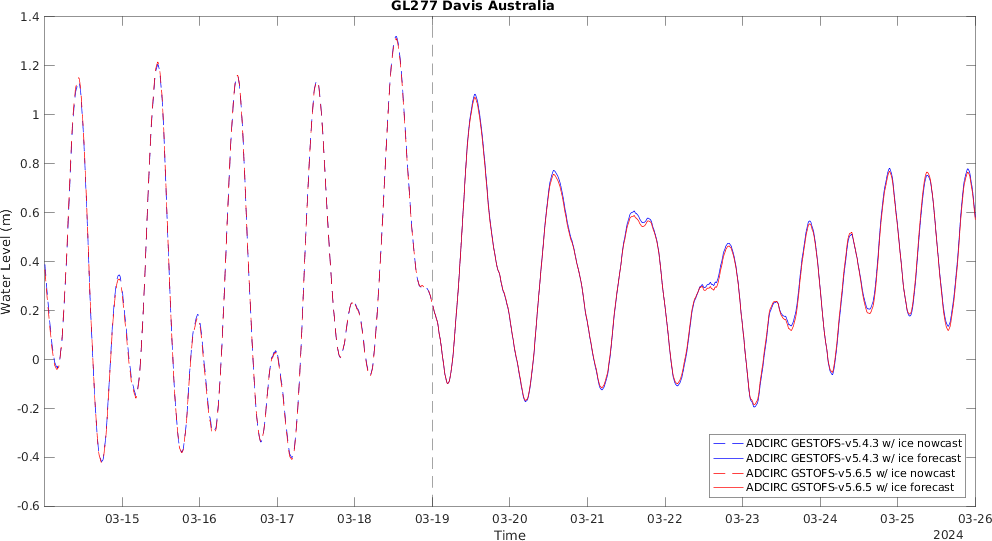 GL277 Davis Australia
1.4
1.2
1
0.8
0.6
0.4
0.2
0
-0.2
-0.4
-0.6
Water Level (m)
03-15 03-16 03-17 03-18 03-19 03-20 03-21 03-22 03-23 03-24 03-25 03-26
Time
2024
ADCIRC GESTOFS-v5.4.3 w/ ice nowcast
ADCIRC GESTOFS-v5.4.3 w/ ice forecast
ADCIRC GSTOFS-v5.6.5 w/ ice nowcast
ADCIRC GSTOFS-v5.6.5 w/ ice forecast